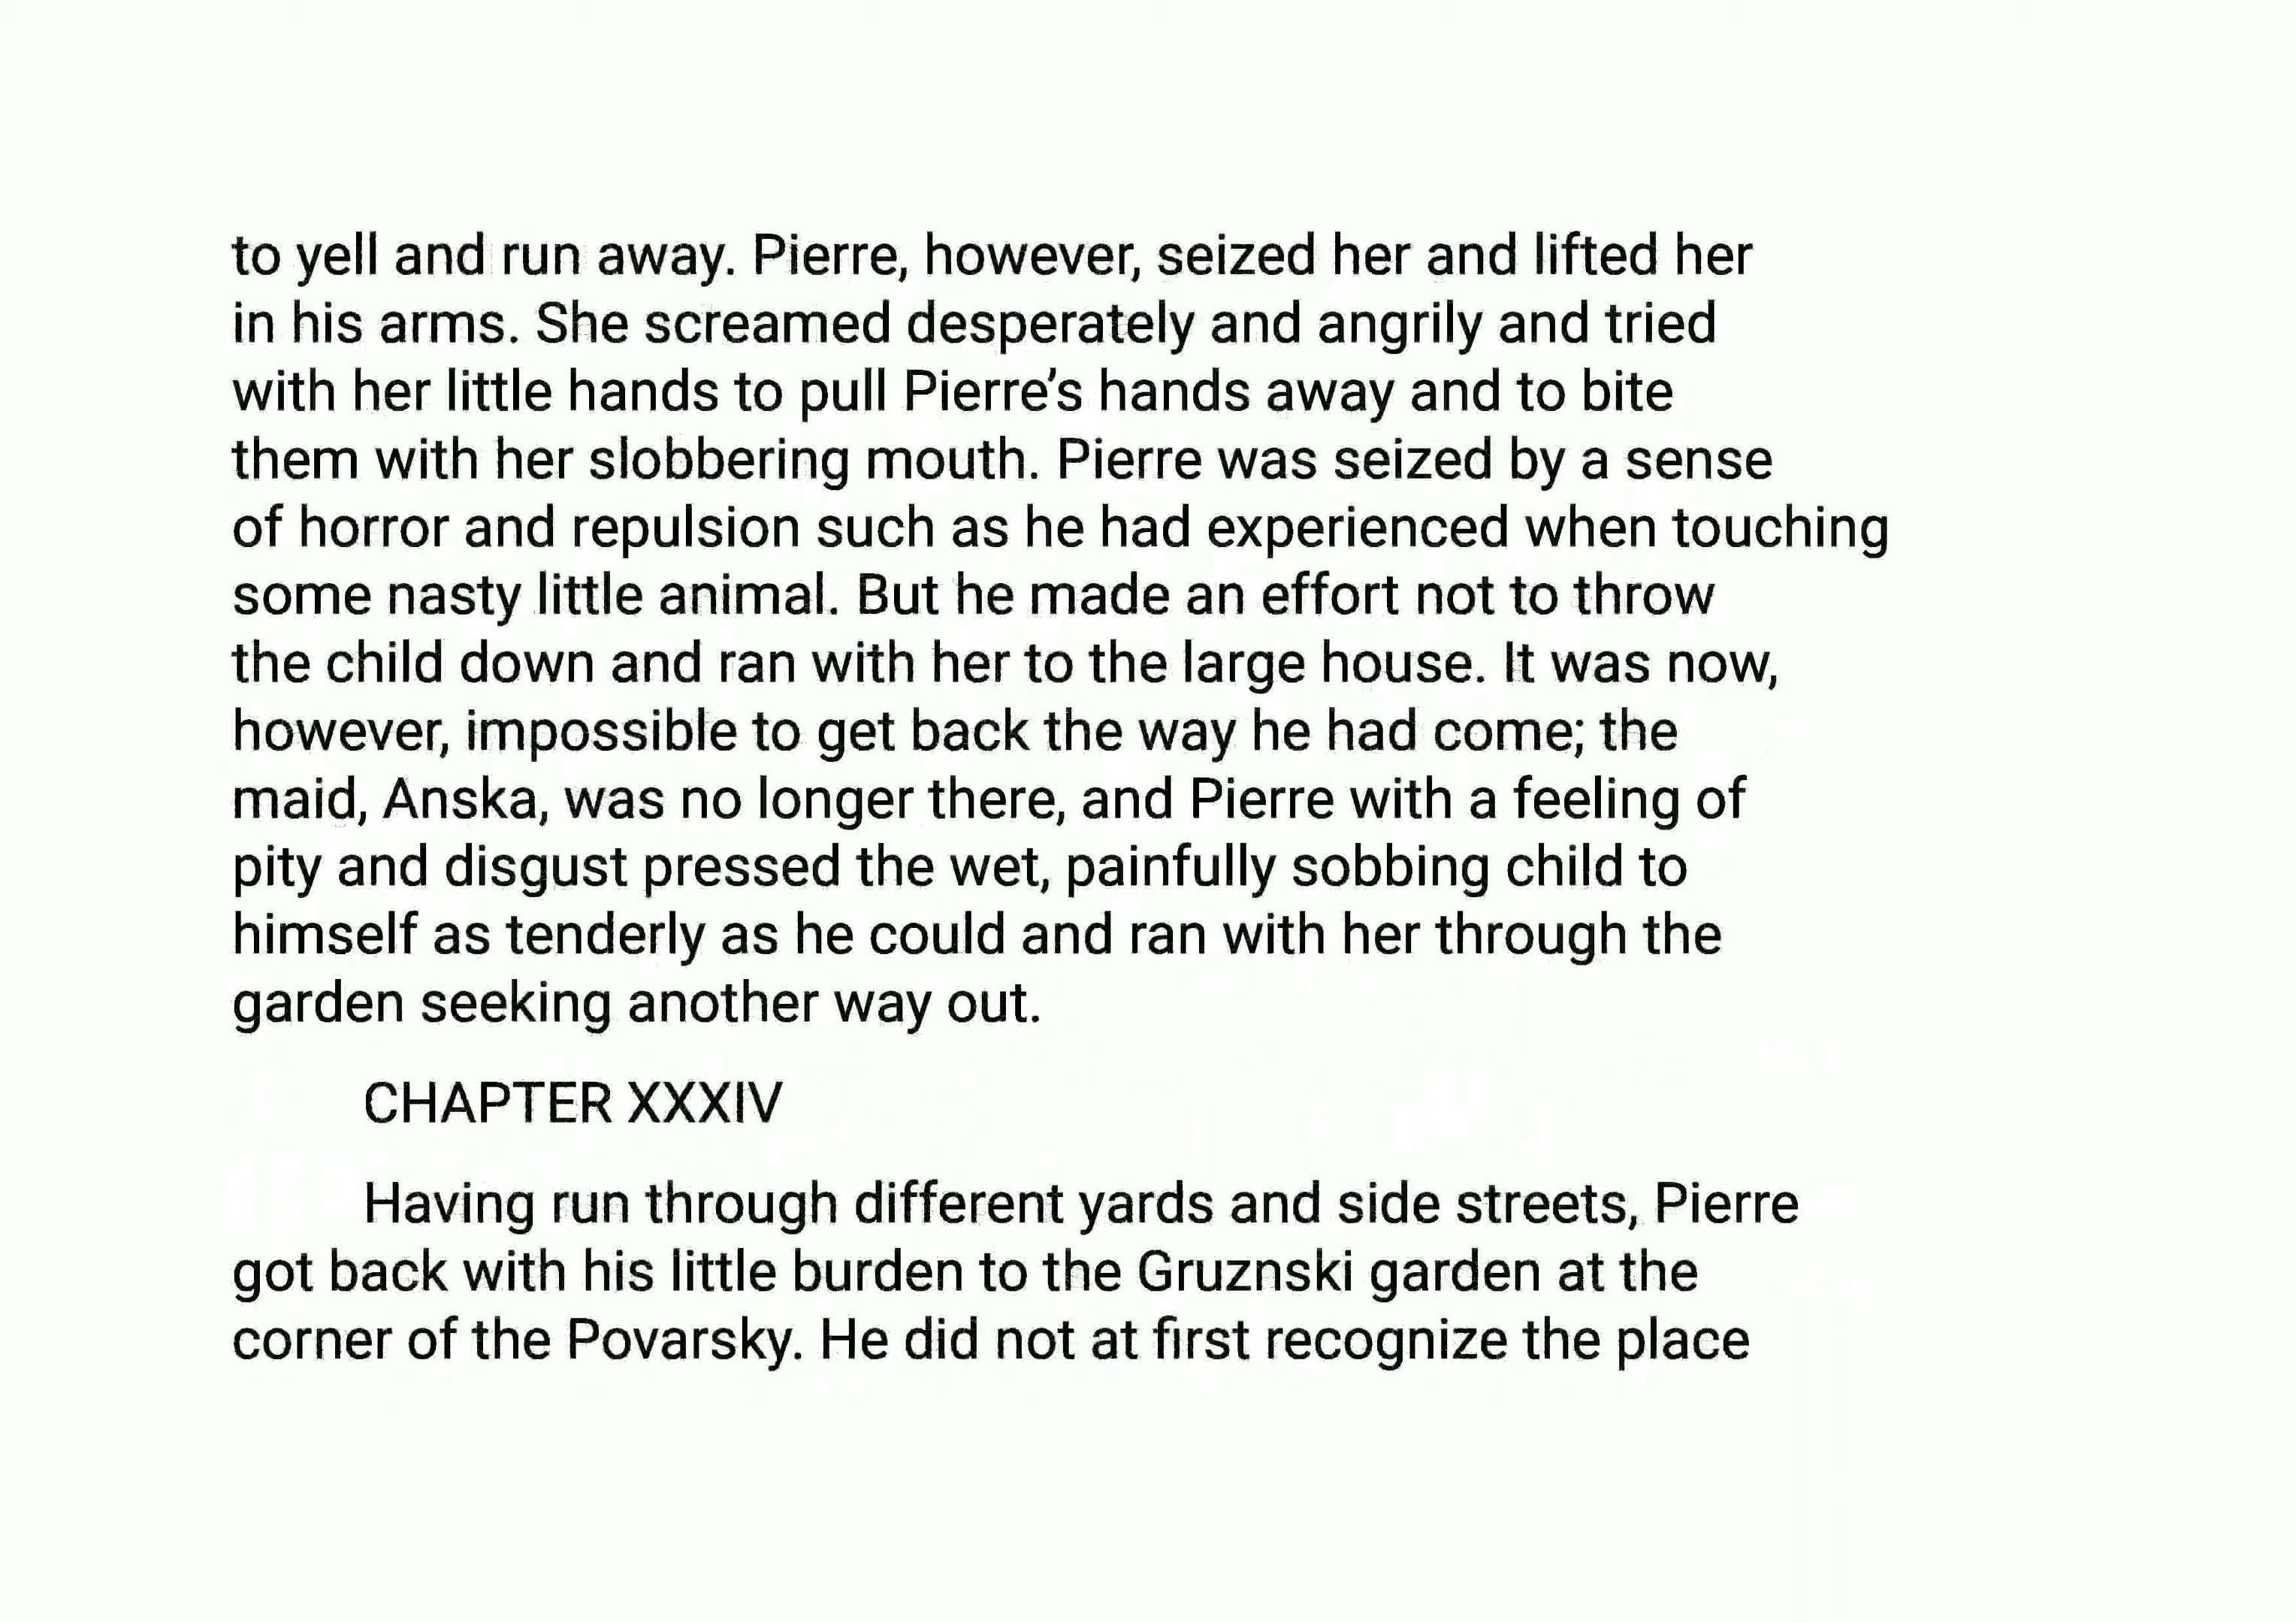 to yell and run away. Pierre, however, seized her and lifted her
in his arms. She screamed desperately and angrily and tried
with her little hands to pull Pierre’s hands away and to bite
them with her slobbering mouth. Pierre was seized by a sense
of horror and repulsion such as he had experienced when touching
some nasty little animal. But he made an effort not to throw
the child down and ran with her to the large house. It was now,
however, impossible to get back the way he had come; the
maid, Anska, was no longer there, and Pierre with a feeling of
pity and disgust pressed the wet, painfully sobbing child to
himself as tenderly as he could and ran with her through the
garden seeking another way out.
CHAPTER XXXIV
Having run through different yards and side streets, Pierre
got back with his little burden to the Gruznski garden at the
corner of the Povarsky. He did not at first recognize the place